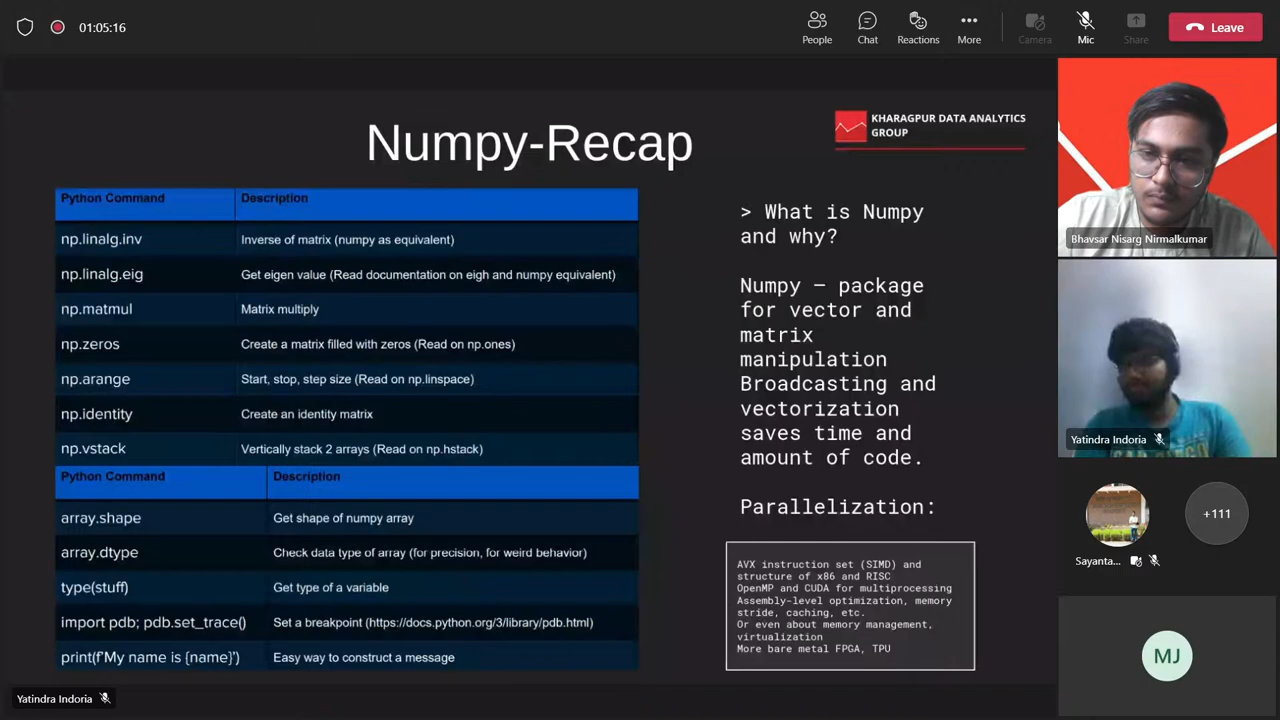 01:05:16
People
Chat
Reactions
More
Camera
Mic
Share
Leave
Numpy-Recap
KHARAGPUR DATA ANALYTICS
GROUP
Python Command Description
np.linalg.inv Inverse of matrix (numpy as equivalent)
np.linalg.eig Get eigen value (Read documentation on eigh and numpy equivalent)
np.matmul Matrix multiply
np.zeros Create a matrix filled with zeros (Read on np.ones)
np.arange Start, stop, step size (Read on np.linspace)
np.identity Create an identity matrix
np.vstack Vertically stack 2 arrays (Read on np.hstack)
Python Command Description
array.shape Get shape of numpy array
array.dtype Check data type of array (for precision, for weird behavior)
type(stuff) Get type of a variable
import pdb; pdb.set_trace() Set a breakpoint (https://docs.python.org/3/library/pdb.html)
print(f'My name is {name}') Easy way to construct a message
> What is Numpy
and why?
Numpy – package
for vector and
matrix
manipulation
Broadcasting and
vectorization
saves time and
amount of code.
Parallelization:
AVX instruction set (SIMD) and
structure of x86 and RISC
OpenMP and CUDA for multiprocessing
Assembly-level optimization, memory
stride, caching, etc.
Or even about memory management,
virtualization
More bare metal FPGA, TPU
Bhavsar Nisarg Nirmalkumar
Yatindra Indoria
Sayanta...
+111
MJ
Yatindra Indoria